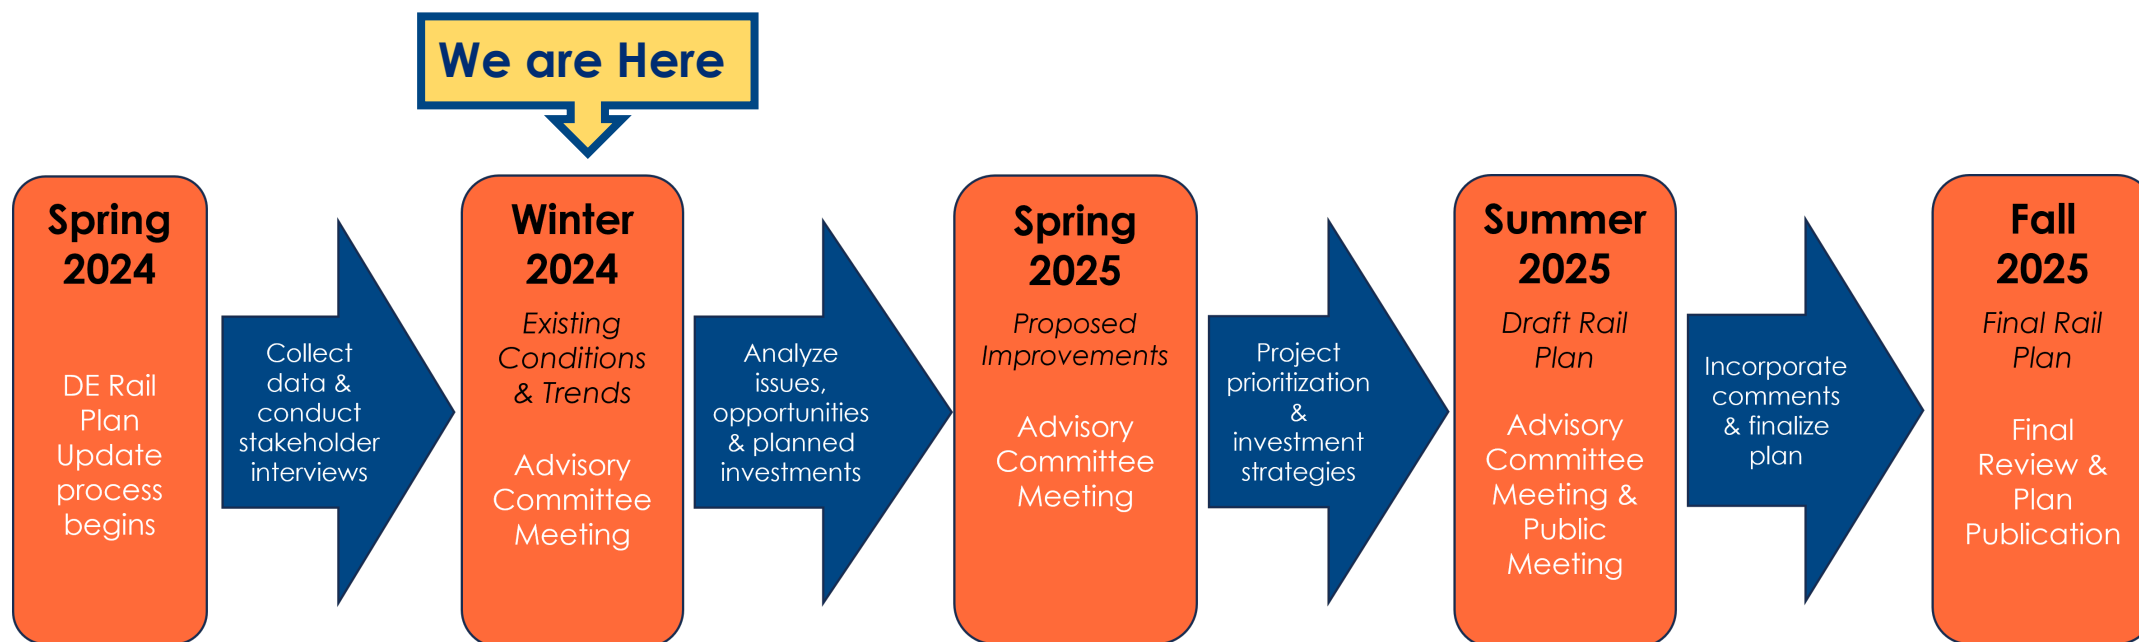 We are Here
Spring
2024
DE Rail
Plan
Update
process
begins
Collect
data &
conduct
stakeholder
interviews
Winter
2024
Existing
Conditions
& Trends
Advisory
Committee
Meeting
Analyze
issues,
opportunities
& planned
investments
Spring
2025
Proposed
Improvements
Advisory
Committee
Meeting
Project
prioritization
&
investment
strategies
Summer
2025
Draft Rail
Plan
Advisory
Committee
Meeting &
Public
Meeting
Incorporate
comments
& finalize
plan
Fall
2025
Final Rail
Plan
Final
Review &
Plan
Publication